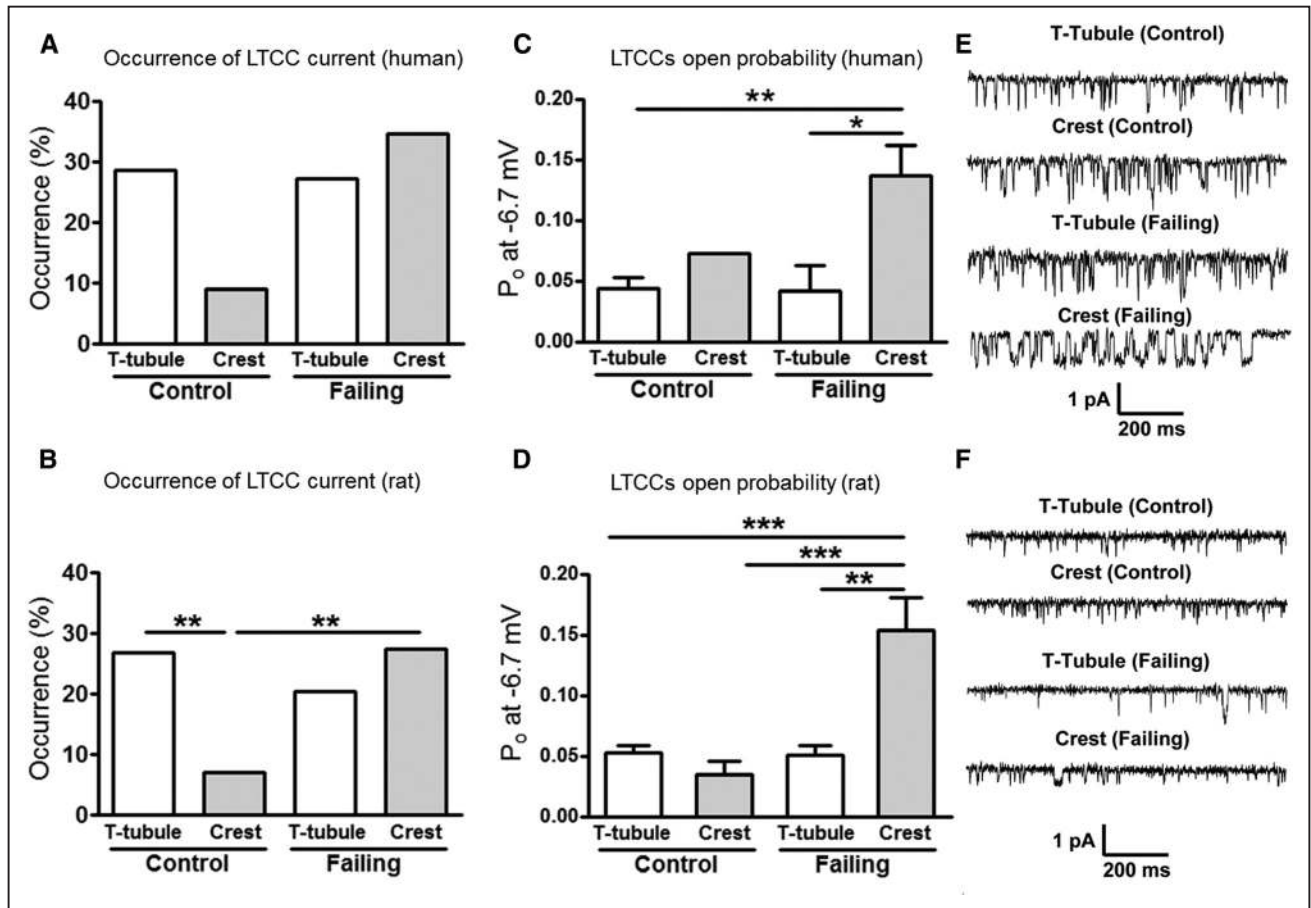 A
Occurrence of LTCC current (human)
Occurrence (%)
40
30
20
10
0
T-tubule Crest T-tubule Crest
Control Failing
C
LTCCs open probability (human)
Po at -6.7 mV
0.20
0.15
0.10
0.05
0.00
**
*
T-tubule Crest T-tubule Crest
Control Failing
E
T-Tubule (Control)
Crest (Control)
T-Tubule (Failing)
Crest (Failing)
1 pA
200 ms
B
Occurrence of LTCC current (rat)
Occurrence (%)
40
30
20
10
0
** **
T-tubule Crest T-tubule Crest
Control Failing
D
LTCCs open probability (rat)
Po at -6.7 mV
0.20
0.15
0.10
0.05
0.00
***
***
**
T-tubule Crest T-tubule Crest
Control Failing
F
T-Tubule (Control)
Crest (Control)
T-Tubule (Failing)
Crest (Failing)
1 pA
200 ms